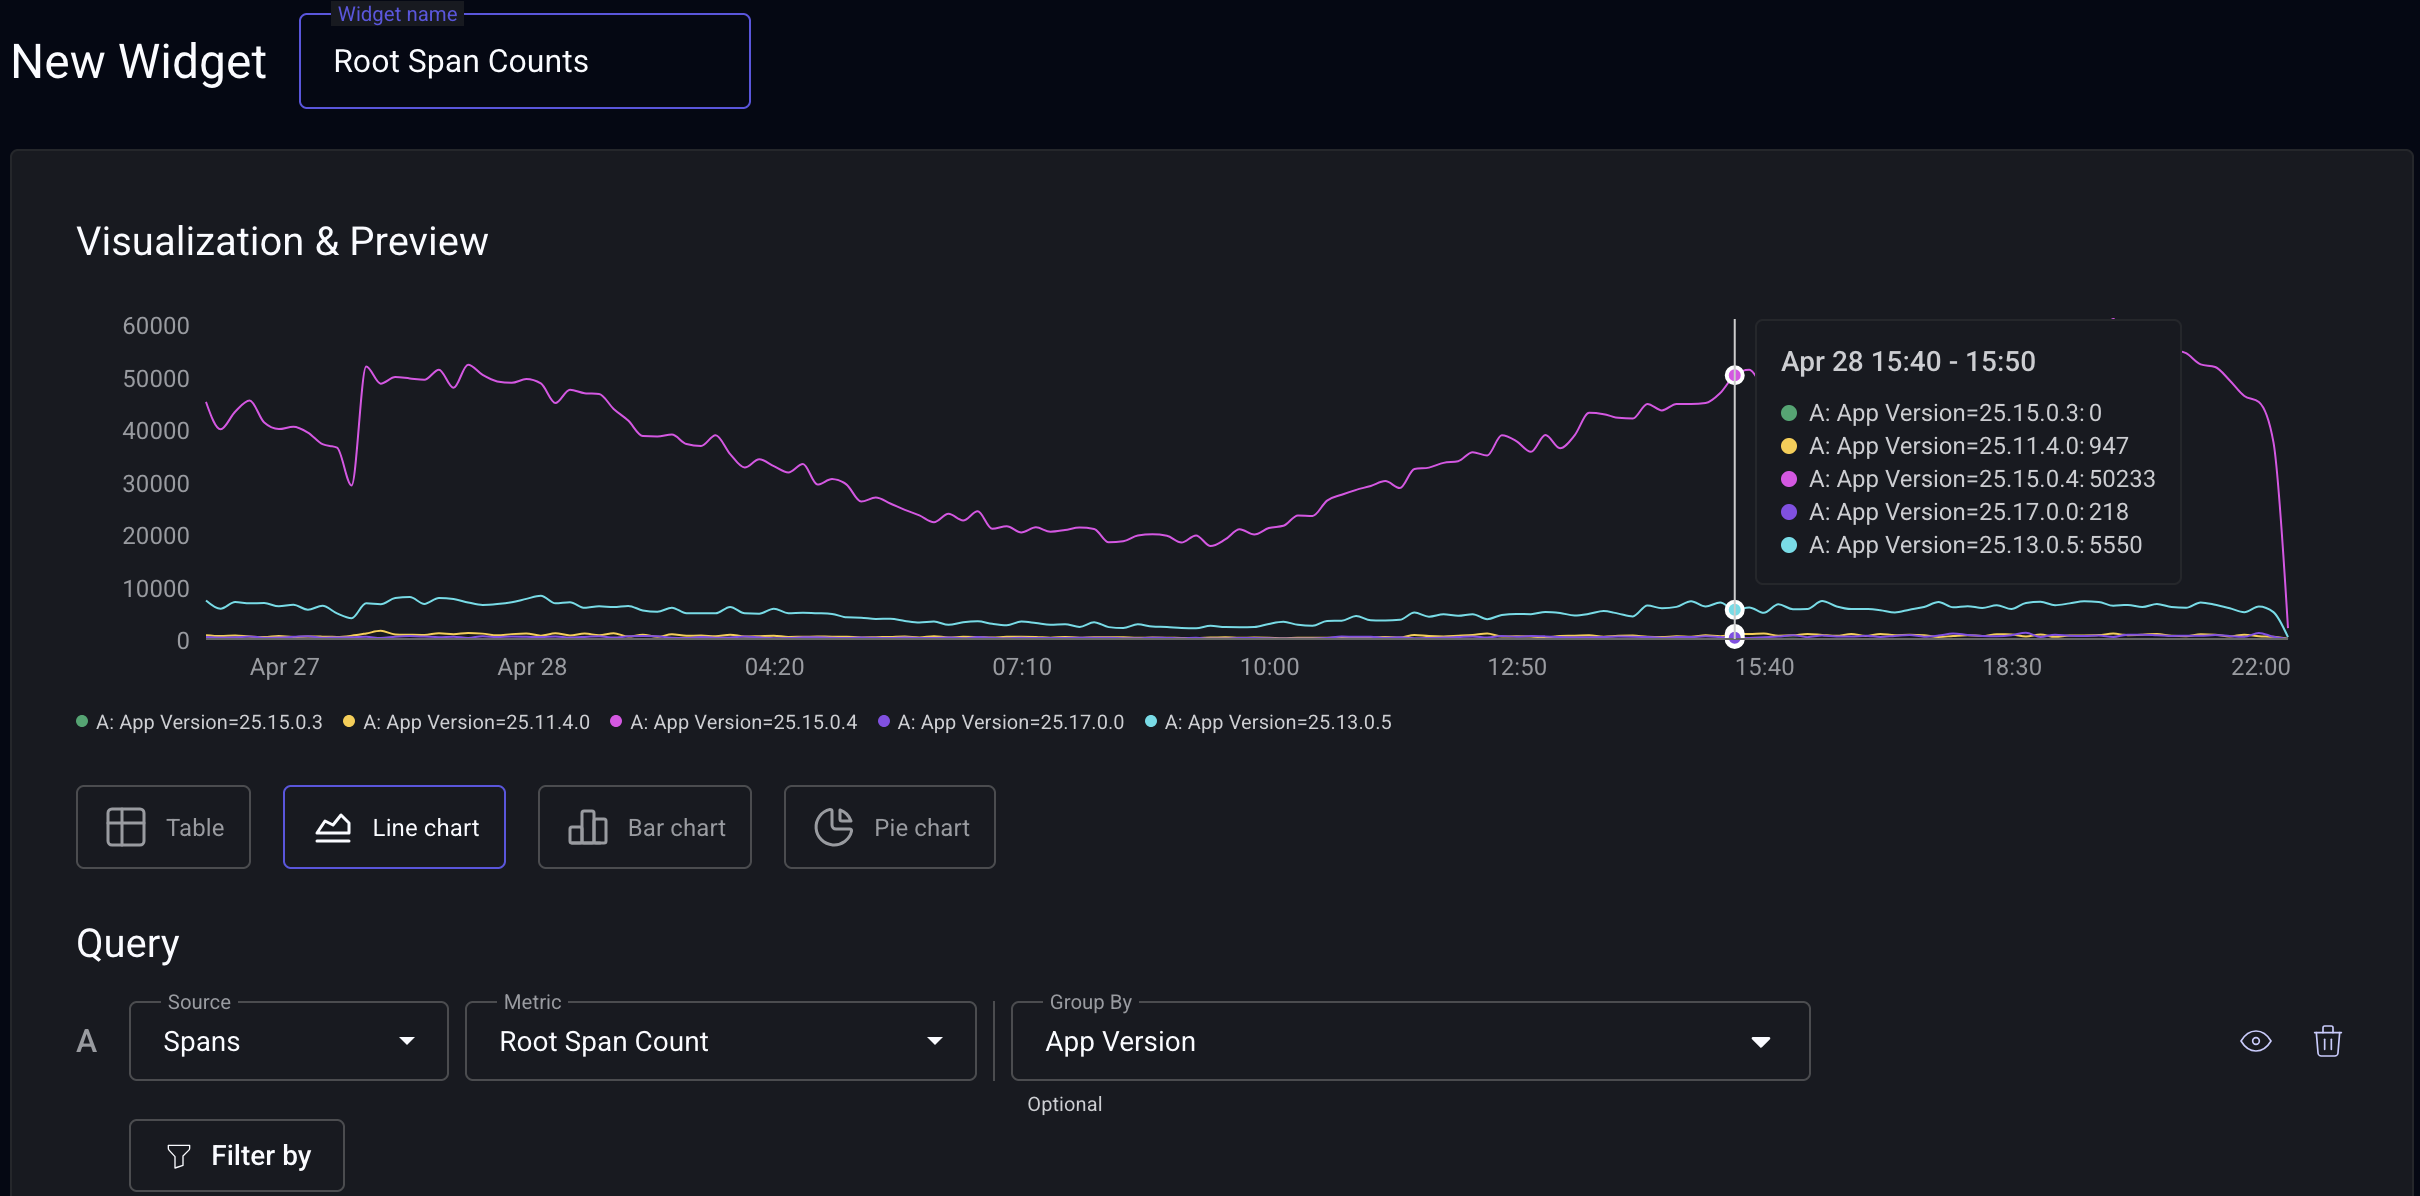 Widget name
New Widget
Root Span Counts
Visualization & Preview
60000
50000
40000
30000
20000
10000
0
Apr 28 15:40 - 15:50
A: App Version=25.15.0.3: 0
A: App Version=25.11.4.0: 947
A: App Version=25.15.0.4: 50233
A: App Version=25.17.0.0: 218
A: App Version=25.13.0.5: 5550
Apr 27 Apr 28 04:20 07:10 10:00 12:50 15:40 18:30 22:00
A: App Version=25.15.0.3 A: App Version=25.11.4.0 A: App Version=25.15.0.4 A: App Version=25.17.0.0 A: App Version=25.13.0.5
Table Line chart Bar chart Pie chart
Query
Source Metric Group By
A Spans Root Span Count App Version
Optional
Filter by